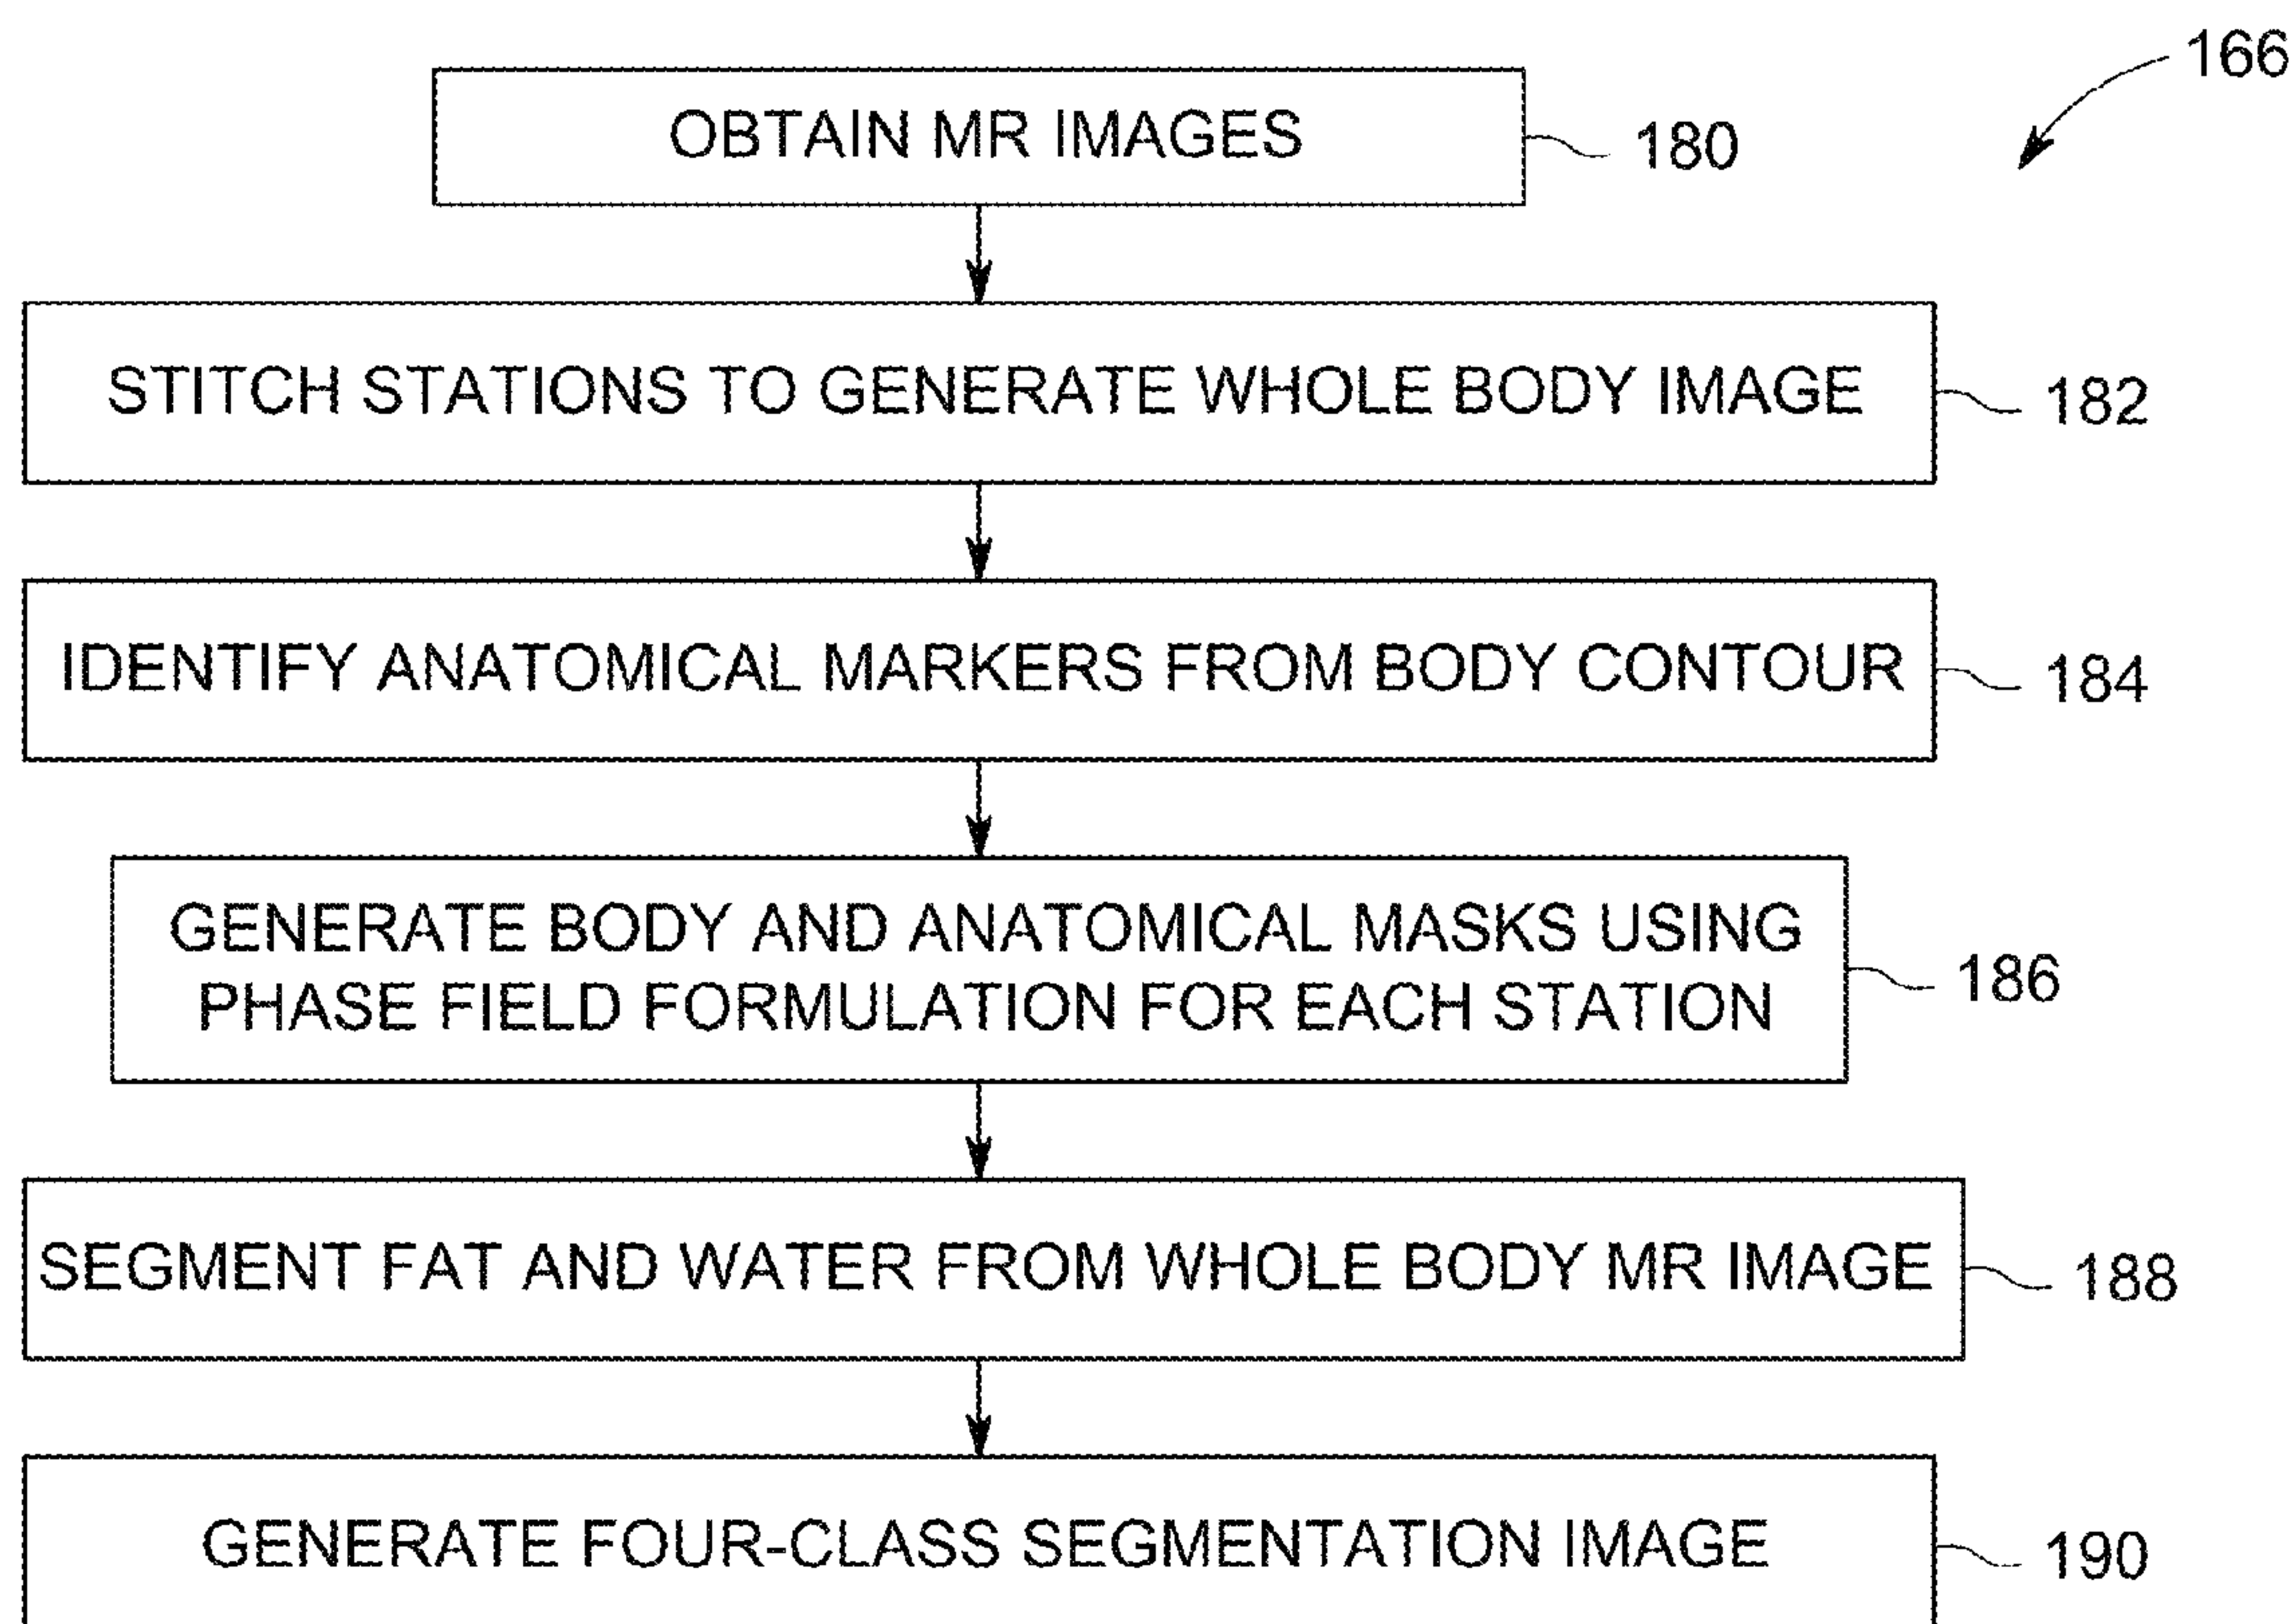 166
OBTAIN MR IMAGES
180
STITCH STATIONS TO GENERATE WHOLE BODY IMAGE
182
IDENTIFY ANATOMICAL MARKERS FROM BODY CONTOUR
184
GENERATE BODY AND ANATOMICAL MASKS USING
PHASE FIELD FORMULATION FOR EACH STATION
186
SEGMENT FAT AND WATER FROM WHOLE BODY MR IMAGE
188
GENERATE FOUR-CLASS SEGMENTATION IMAGE
190